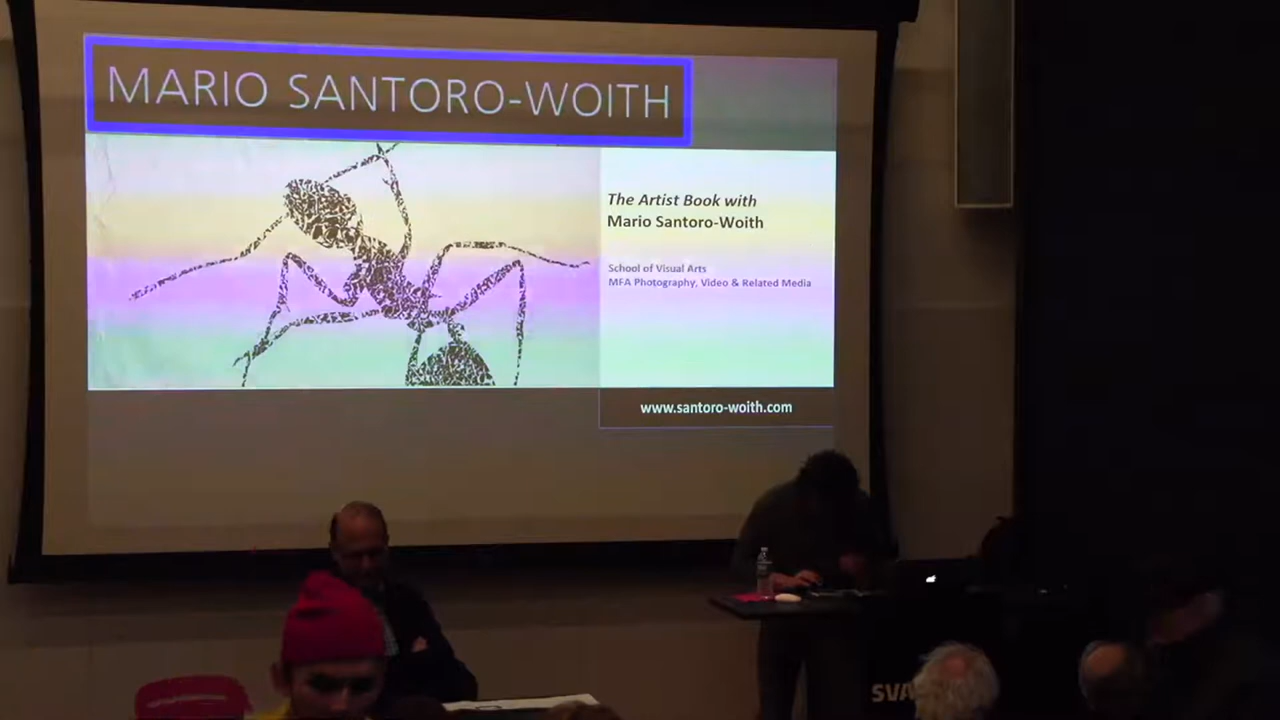 MARIO SANTORO-WOITH
The Artist Book with
Mario Santoro-Woith
School of Visual Arts
MFA Photography, Video & Related Media
www.santoro-woith.com
SVA